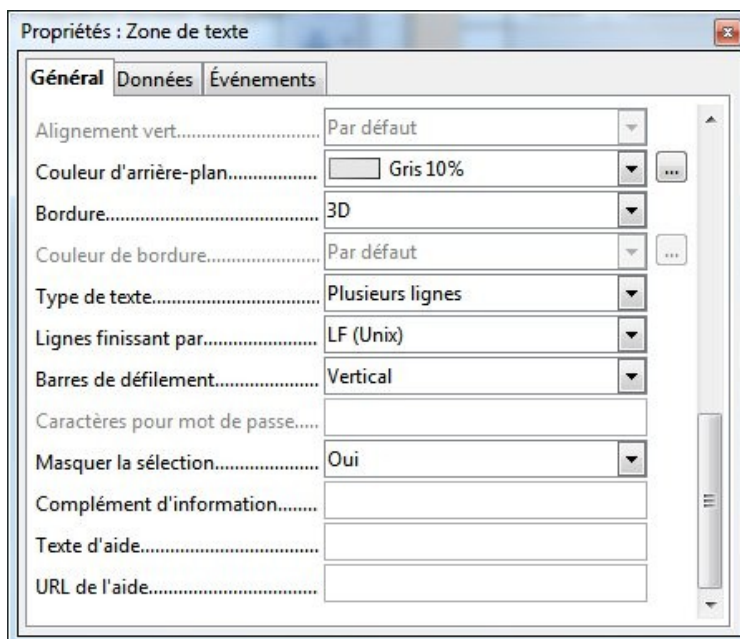 Propriétés : Zone de texte
Général Données Événements
Alignement vert................ Par défaut
Couleur d'arrière-plan................... Gris 10% ...
Bordure........................................... 3D
Couleur de bordure....................... Par défaut ...
Type de texte.................................. Plusieurs lignes
Lignes finissant par....................... LF (Unix)
Barres de défilement..................... Vertical
Caractères pour mot de passe.....
Masquer la sélection..................... Oui
Complément d'information........
Texte d'aide....................................
URL de l'aide...................................